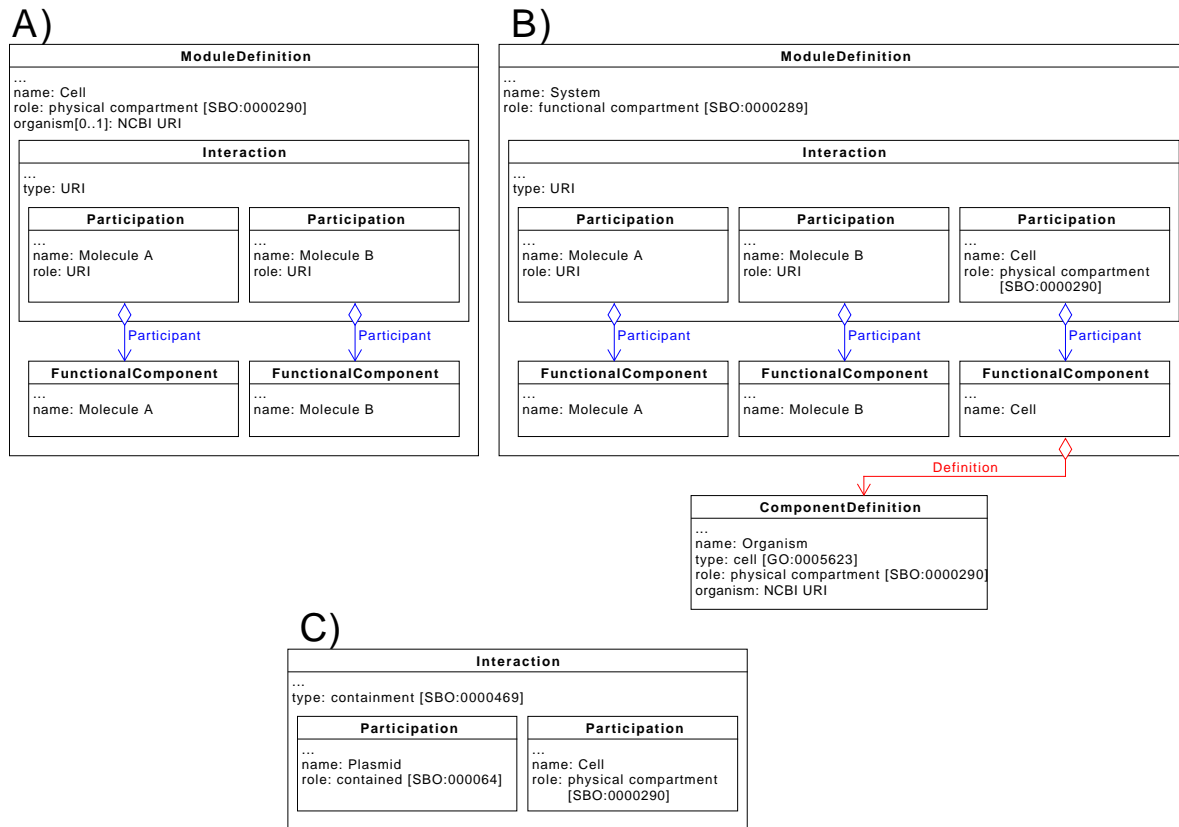 A)
ModuleDefinition
...
name: Cell
role: physical compartment [SBO:0000290]
organism[0..1]: NCBI URI
Interaction
...
type: URI
Participation
...
name: Molecule A
role: URI
Participation
...
name: Molecule B
role: URI
Participant
Participant
FunctionalComponent
...
name: Molecule A
FunctionalComponent
...
name: Molecule B
B)
ModuleDefinition
...
name: System
role: functional compartment [SBO:0000289]
Interaction
...
type: URI
Participation
...
name: Molecule A
role: URI
Participation
...
name: Molecule B
role: URI
Participation
...
name: Cell
role: physical compartment
[SBO:0000290]
Participant
Participant
Participant
FunctionalComponent
...
name: Molecule A
FunctionalComponent
...
name: Molecule B
FunctionalComponent
...
name: Cell
Definition
ComponentDefinition
...
name: Organism
type: cell [GO:0005623]
role: physical compartment [SBO:0000290]
organism: NCBI URI
C)
Interaction
...
type: containment [SBO:0000469]
Participation
...
name: Plasmid
role: contained [SBO:000064]
Participation
...
name: Cell
role: physical compartment
[SBO:0000290]